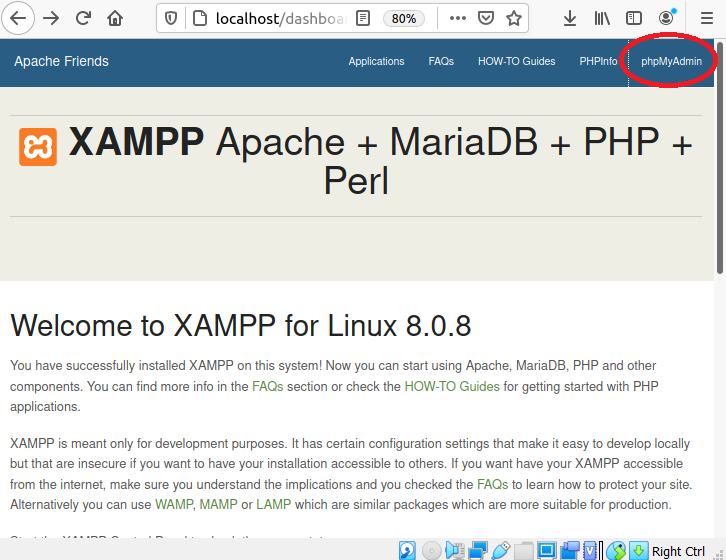 localhost/dashboa
80%
Apache Friends
Applications
FAQs
HOW-TO Guides
PHPInfo
phpMyAdmin
XAMPP Apache + MariaDB + PHP +
Perl
Welcome to XAMPP for Linux 8.0.8
You have successfully installed XAMPP on this system! Now you can start using Apache, MariaDB, PHP and other
components. You can find more info in the FAQs section or check the HOW-TO Guides for getting started with PHP
applications.
XAMPP is meant only for development purposes. It has certain configuration settings that make it easy to develop locally
but that are insecure if you want to have your installation accessible to others. If you want have your XAMPP accessible
from the internet, make sure you understand the implications and you checked the FAQs to learn how to protect your site.
Alternatively you can use WAMP, MAMP or LAMP which are similar packages which are more suitable for production.
Right Ctrl